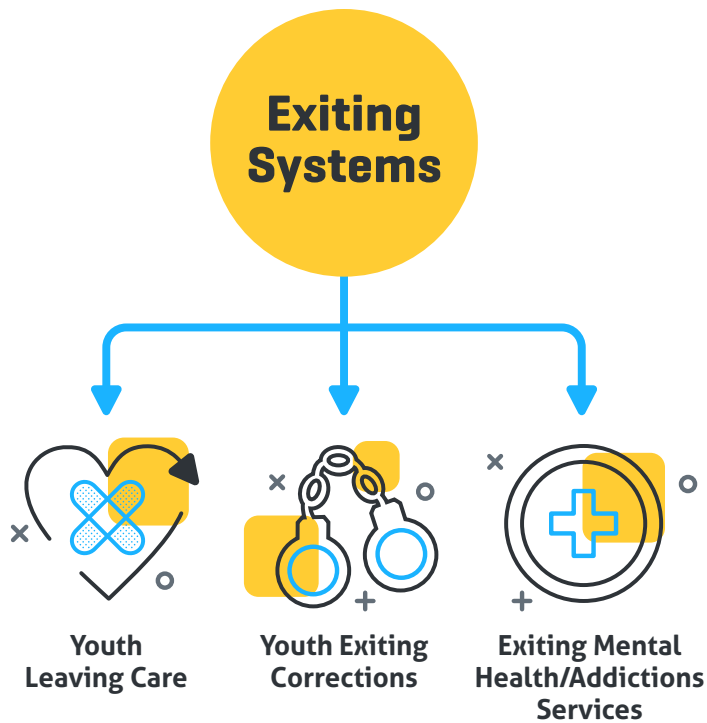 Exiting
Systems
Youth
Leaving Care
Youth Exiting
Corrections
Exiting Mental
Health/Addictions
Services